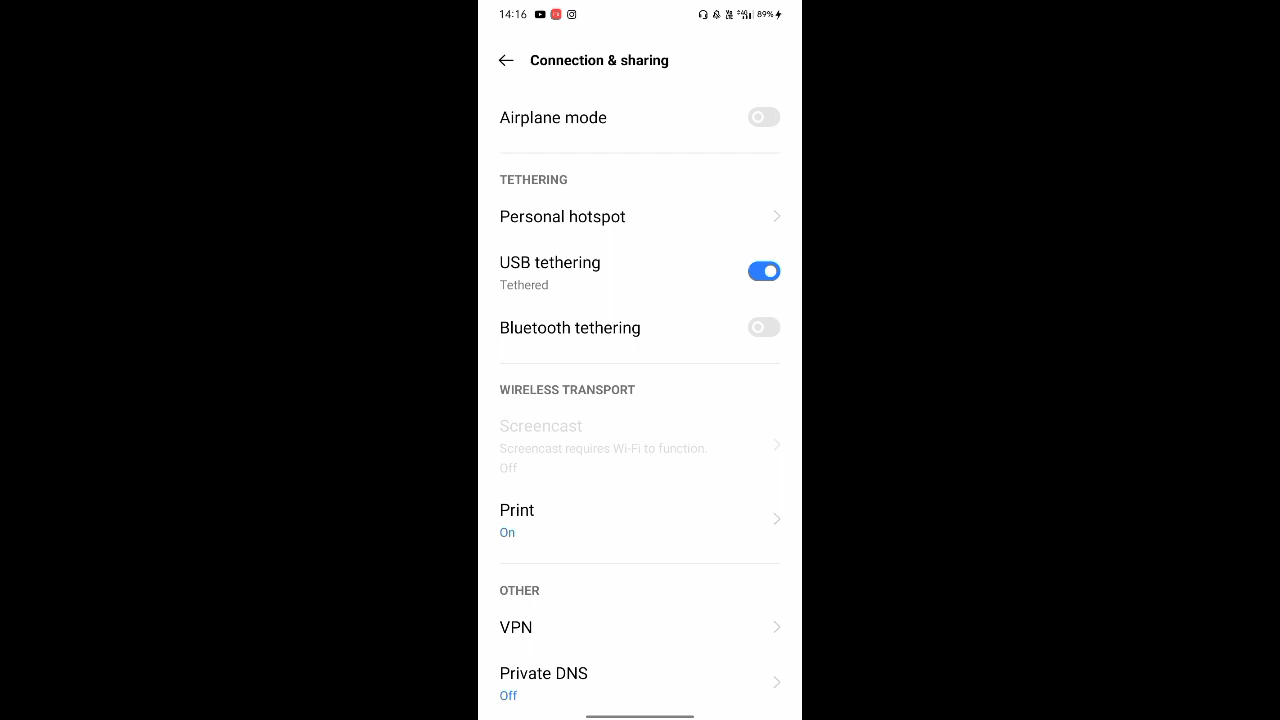 14:16 89%
Connection & sharing
Airplane mode
TETHERING
Personal hotspot
USB tethering
Tethered
Bluetooth tethering
WIRELESS TRANSPORT
Screencast
Screencast requires Wi-Fi to function.
Off
Print
On
OTHER
VPN
Private DNS
Off